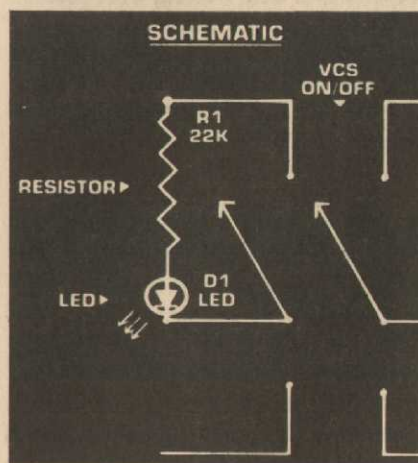 SCHEMATIC
VCS
ON/OFF
R1
22K
RESISTOR
D1
LED
LED